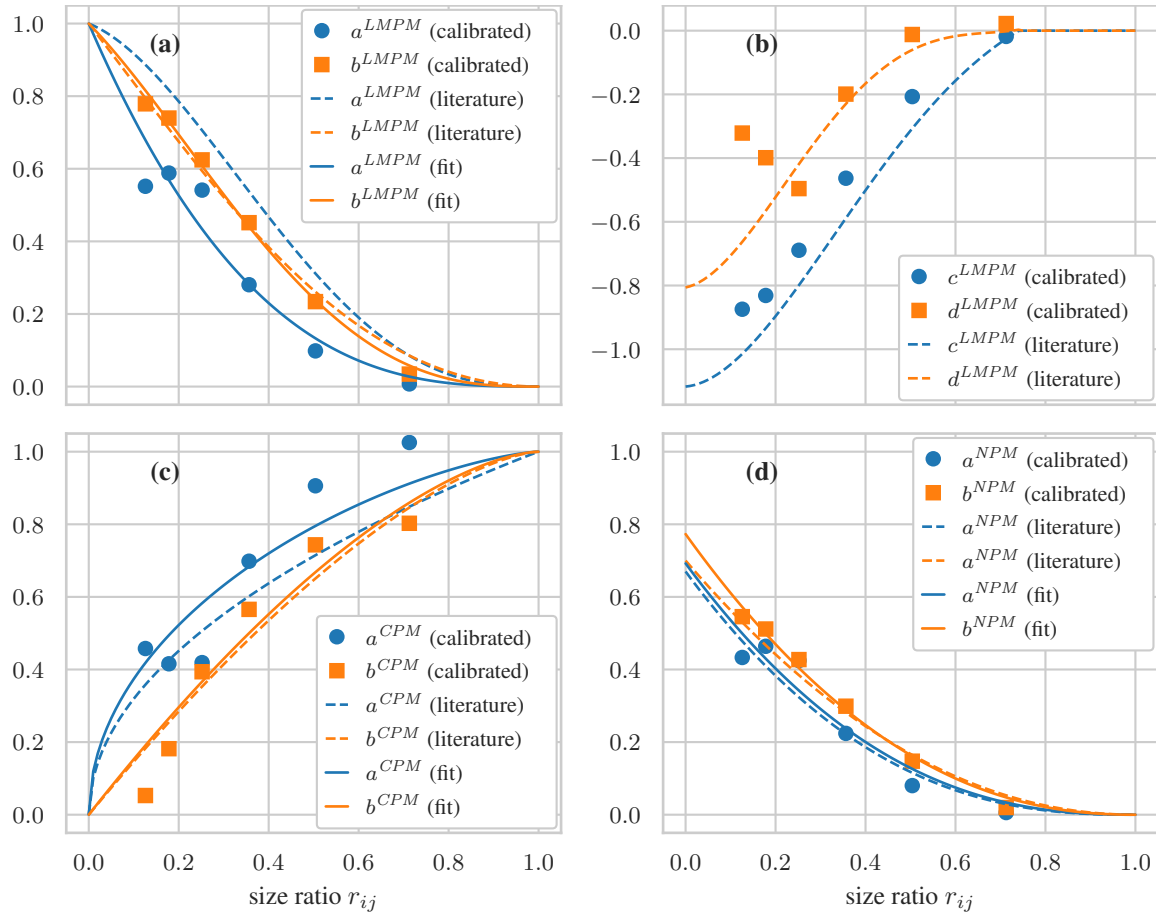 1.0
0.8
0.6
0.4
0.2
0.0
(a)
a^{LMPM} (calibrated)
b^{LMPM} (calibrated)
a^{LMPM} (literature)
b^{LMPM} (literature)
a^{LMPM} (fit)
b^{LMPM} (fit)
0.0
−0.2
−0.4
−0.6
−0.8
−1.0
(b)
c^{LMPM} (calibrated)
d^{LMPM} (calibrated)
c^{LMPM} (literature)
d^{LMPM} (literature)
1.0
0.8
0.6
0.4
0.2
0.0
(c)
a^{CPM} (calibrated)
b^{CPM} (calibrated)
a^{CPM} (literature)
b^{CPM} (literature)
a^{CPM} (fit)
b^{CPM} (fit)
0.0 0.2 0.4 0.6 0.8 1.0
size ratio r_{ij}
1.0
0.8
0.6
0.4
0.2
0.0
(d)
a^{NPM} (calibrated)
b^{NPM} (calibrated)
a^{NPM} (literature)
a^{NPM} (literature)
a^{NPM} (fit)
b^{NPM} (fit)
0.0 0.2 0.4 0.6 0.8 1.0
size ratio r_{ij}